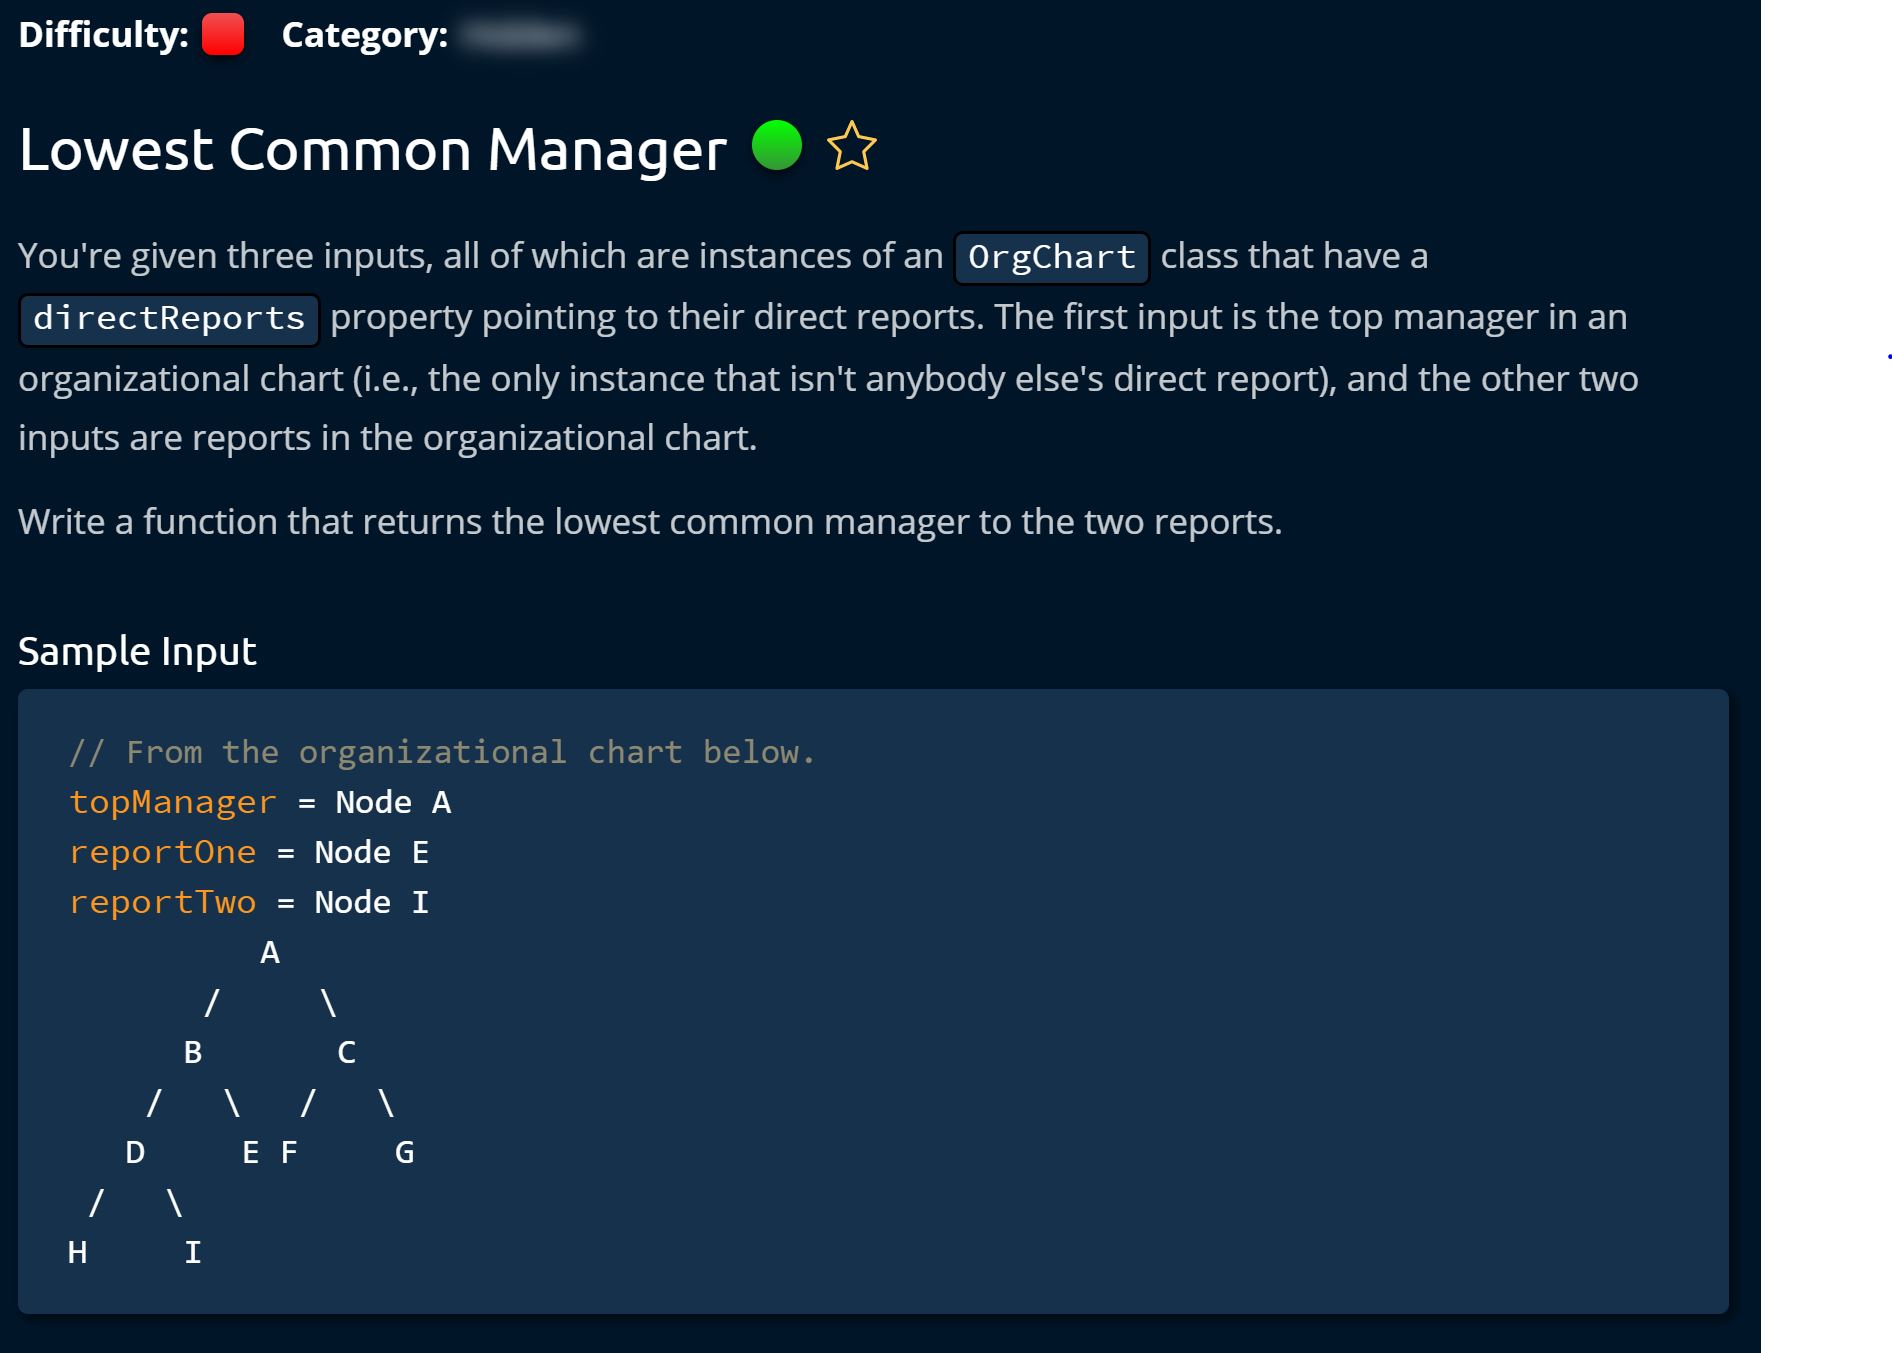 Difficulty: Category:
Lowest Common Manager
You're given three inputs, all of which are instances of an OrgChart class that have a
directReports property pointing to their direct reports. The first input is the top manager in an
organizational chart (i.e., the only instance that isn't anybody else's direct report), and the other two
inputs are reports in the organizational chart.
Write a function that returns the lowest common manager to the two reports.
Sample Input
// From the organizational chart below.
topManager = Node A
reportOne = Node E
reportTwo = Node I
A
/ \
B C
/ \ / \
D E F G
/ \
H I